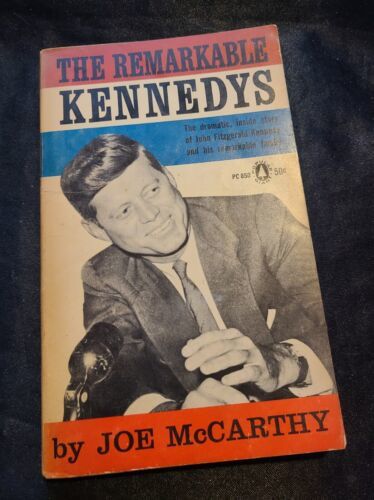 THE REMARKABLE
KENNEDYS
The dramatic, inside story
of John Fitzgerald Kennedy
and his remarkable family
PC 850
50¢
by JOE McCARTHY